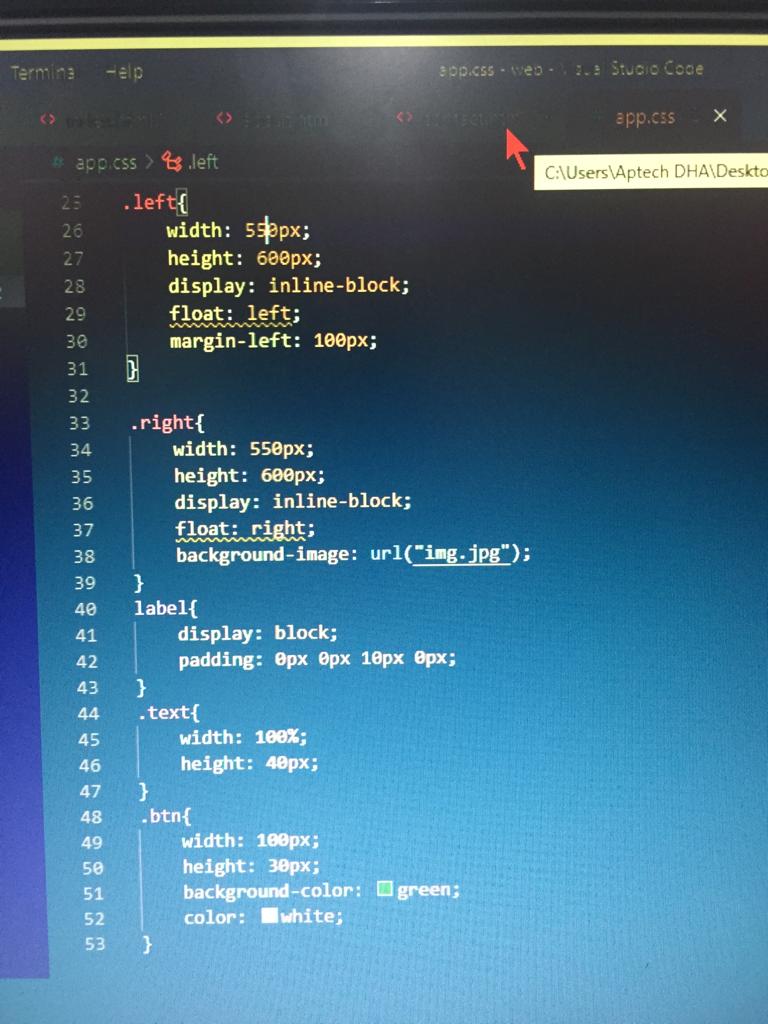 Terminal Help
app.css - web - Visual Studio Code
app.css ×
# app.css > .left
C:\Users\Aptech DHA\Deskto
25 .left{
26 width: 550px;
27 height: 600px;
28 display: inline-block;
29 float: left;
30 margin-left: 100px;
31 }
32
33 .right{
34 width: 550px;
35 height: 600px;
36 display: inline-block;
37 float: right;
38 background-image: url("img.jpg");
39 }
40 label{
41 display: block;
42 padding: 0px 0px 10px 0px;
43 }
44 .text{
45 width: 100%;
46 height: 40px;
47 }
48 .btn{
49 width: 100px;
50 height: 30px;
51 background-color: green;
52 color: white;
53 }